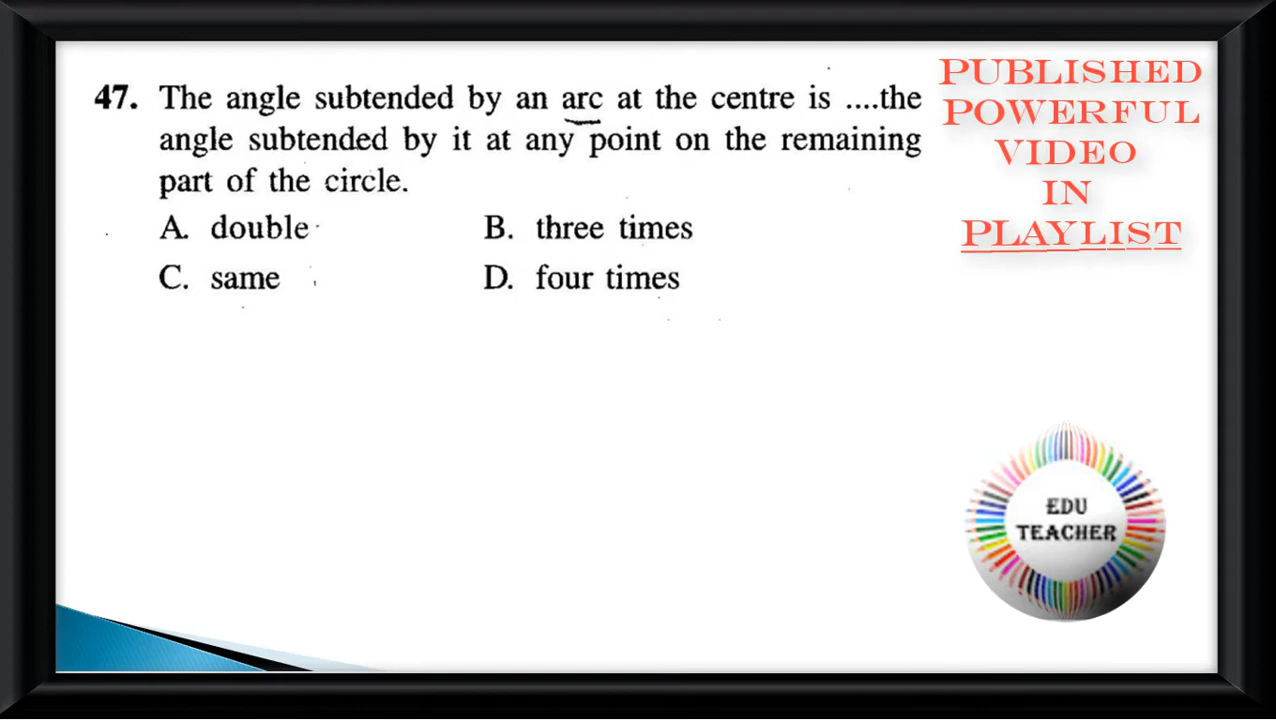 47. The angle subtended by an arc at the centre is ....the
angle subtended by it at any point on the remaining
part of the circle.
A. double
B. three times
C. same
D. four times
PUBLISHED
POWERFUL
VIDEO
IN
PLAYLIST
EDU
TEACHER